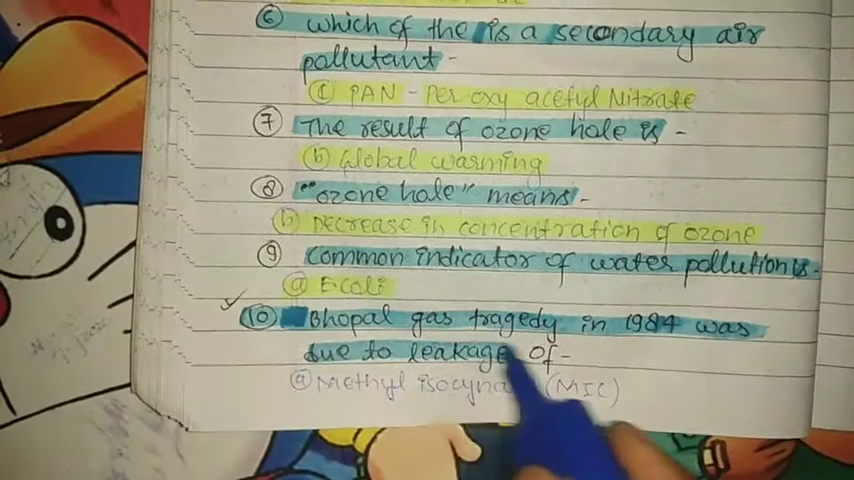 6 which of the is a secondary air
pollutant -
c PAN - Per oxy acetyl Nitrate
7 The result of ozone hole is -
b Global warming
8 "ozone hole" means -
b Decrease in concentration of ozone
9 common indicator of water pollution is -
a E-coli
10 Bhopal gas tragedy in 1984 was
due to leakage of -
a Methyl (MIC)